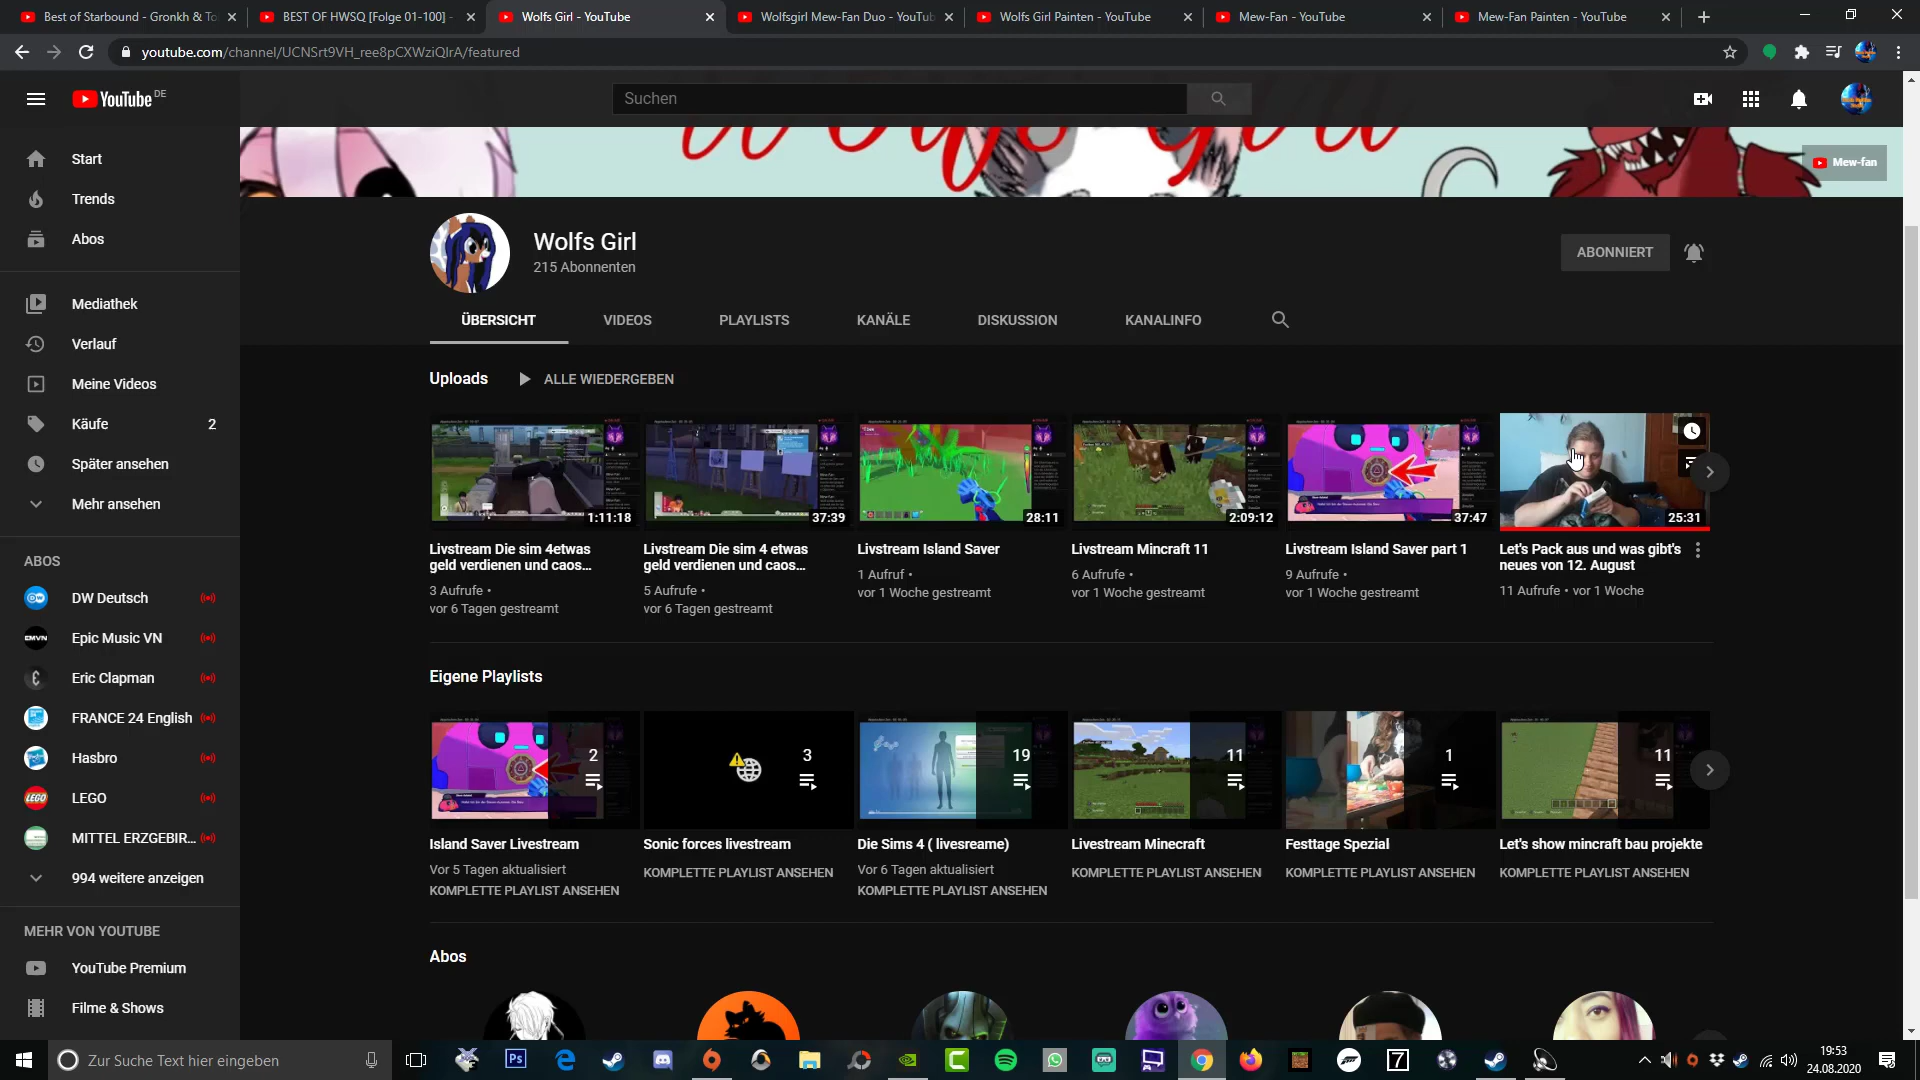 Best of Starbound - Gronkh & To
BEST OF HWSQ [Folge 01-100] -
Wolfs Girl - YouTube
Wolfsgirl Mew-Fan Duo - YouTub
Wolfs Girl Painten - YouTube
Mew-Fan - YouTube
Mew-Fan Painten - YouTube
youtube.com/channel/UCNSrt9VH_ree8pCXWziQlrA/featured
YouTube DE
Suchen
Start
Trends
Abos
Mediathek
Verlauf
Meine Videos
Käufe 2
Später ansehen
Mehr ansehen
ABOS
DW Deutsch
Epic Music VN
Eric Clapman
FRANCE 24 English
Hasbro
LEGO
MITTEL ERZGEBIR...
994 weitere anzeigen
MEHR VON YOUTUBE
YouTube Premium
Filme & Shows
Wolfs Girl
Mew-fan
Wolfs Girl
215 Abonnenten
ABONNIERT
ÜBERSICHT
VIDEOS
PLAYLISTS
KANÄLE
DISKUSSION
KANALINFO
Uploads
ALLE WIEDERGEBEN
1:11:18
37:39
28:11
2:09:12
37:47
25:31
Livstream Die sim 4etwas
geld verdienen und caos...
3 Aufrufe •
vor 6 Tagen gestreamt
Livstream Die sim 4 etwas
geld verdienen und caos...
5 Aufrufe •
vor 6 Tagen gestreamt
Livstream Island Saver
1 Aufruf •
vor 1 Woche gestreamt
Livstream Mincraft 11
6 Aufrufe •
vor 1 Woche gestreamt
Livstream Island Saver part 1
9 Aufrufe •
vor 1 Woche gestreamt
Let's Pack aus und was gibt's
neues von 12. August
11 Aufrufe • vor 1 Woche
Eigene Playlists
2
3
19
11
1
11
Island Saver Livestream
Vor 5 Tagen aktualisiert
KOMPLETTE PLAYLIST ANSEHEN
Sonic forces livestream
KOMPLETTE PLAYLIST ANSEHEN
Die Sims 4 ( livesreame)
Vor 6 Tagen aktualisiert
KOMPLETTE PLAYLIST ANSEHEN
Livestream Minecraft
KOMPLETTE PLAYLIST ANSEHEN
Festtage Spezial
KOMPLETTE PLAYLIST ANSEHEN
Let's show mincraft bau projekte
KOMPLETTE PLAYLIST ANSEHEN
Abos
Zur Suche Text hier eingeben
Ps
7
19:53
24.08.2020